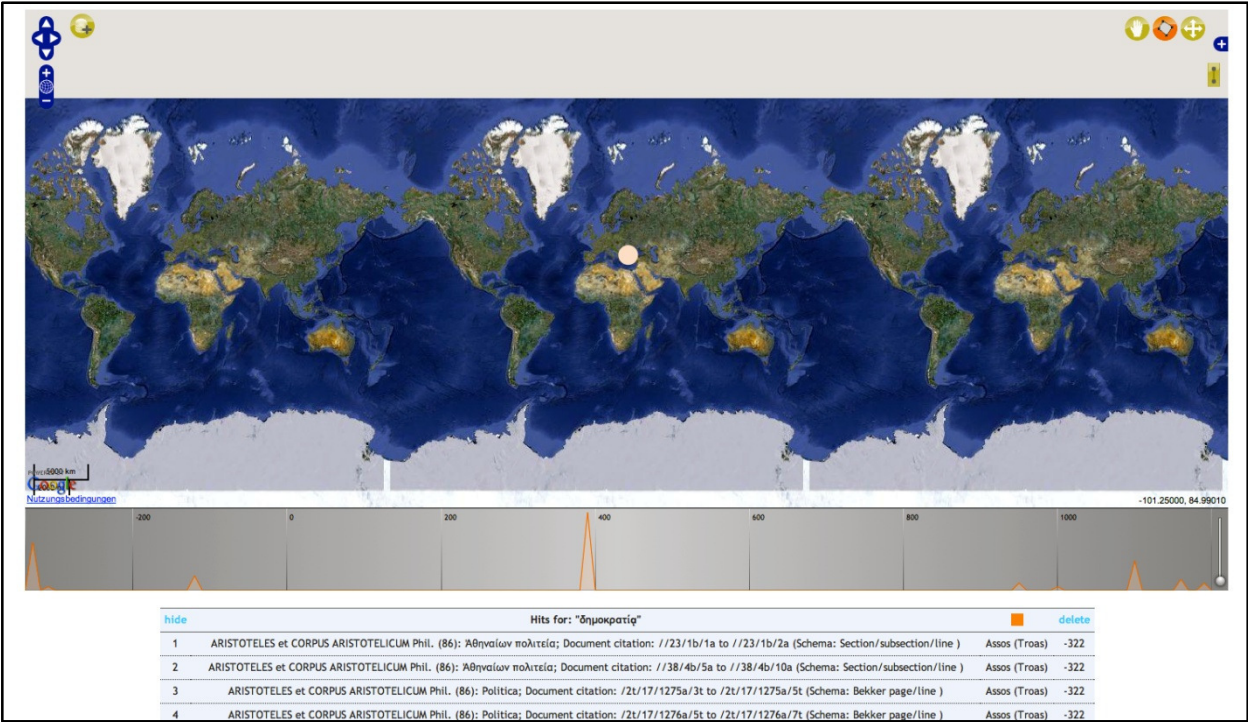 5000 km
Google
Nutzungsbedingungen
-101.25000, 84.99010
-200 0 200 400 600 800 1000
hide Hits for: "δημοκρατίᾳ" delete
1 ARISTOTELES et CORPUS ARISTOTELICUM Phil. (86): Ἀθηναίων πολιτεία; Document citation: //23/1b/1a to //23/1b/2a (Schema: Section/subsection/line ) Assos (Troas) -322
2 ARISTOTELES et CORPUS ARISTOTELICUM Phil. (86): Ἀθηναίων πολιτεία; Document citation: //38/4b/5a to //38/4b/10a (Schema: Section/subsection/line ) Assos (Troas) -322
3 ARISTOTELES et CORPUS ARISTOTELICUM Phil. (86): Politica; Document citation: /2t/17/1275a/3t to /2t/17/1275a/5t (Schema: Bekker page/line ) Assos (Troas) -322
4 ARISTOTELES et CORPUS ARISTOTELICUM Phil. (86): Politica; Document citation: /2t/17/1276a/5t to /2t/17/1276a/7t (Schema: Bekker page/line ) Assos (Troas) -322